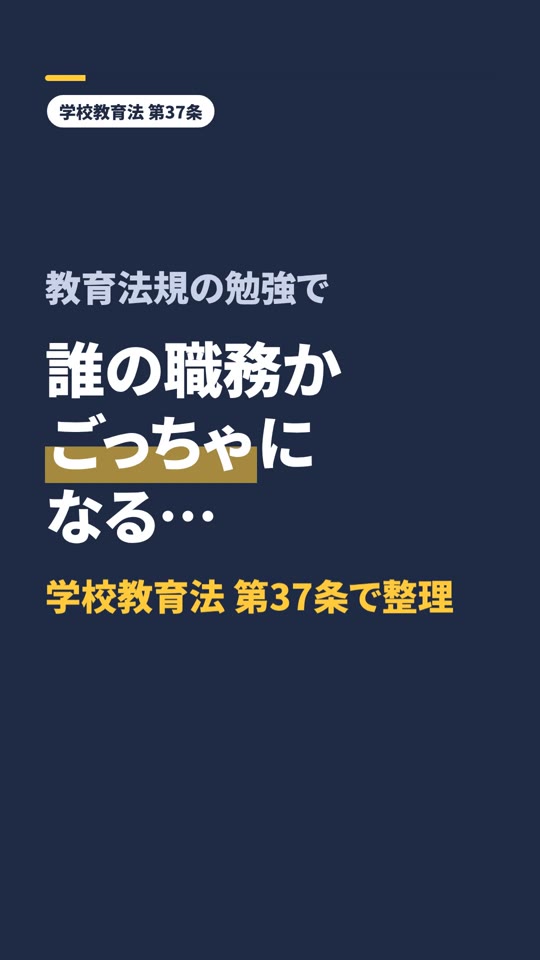 学校教育法 第37条
教育法規の勉強で
誰の職務か
ごっちゃに
なる…
学校教育法 第37条で整理